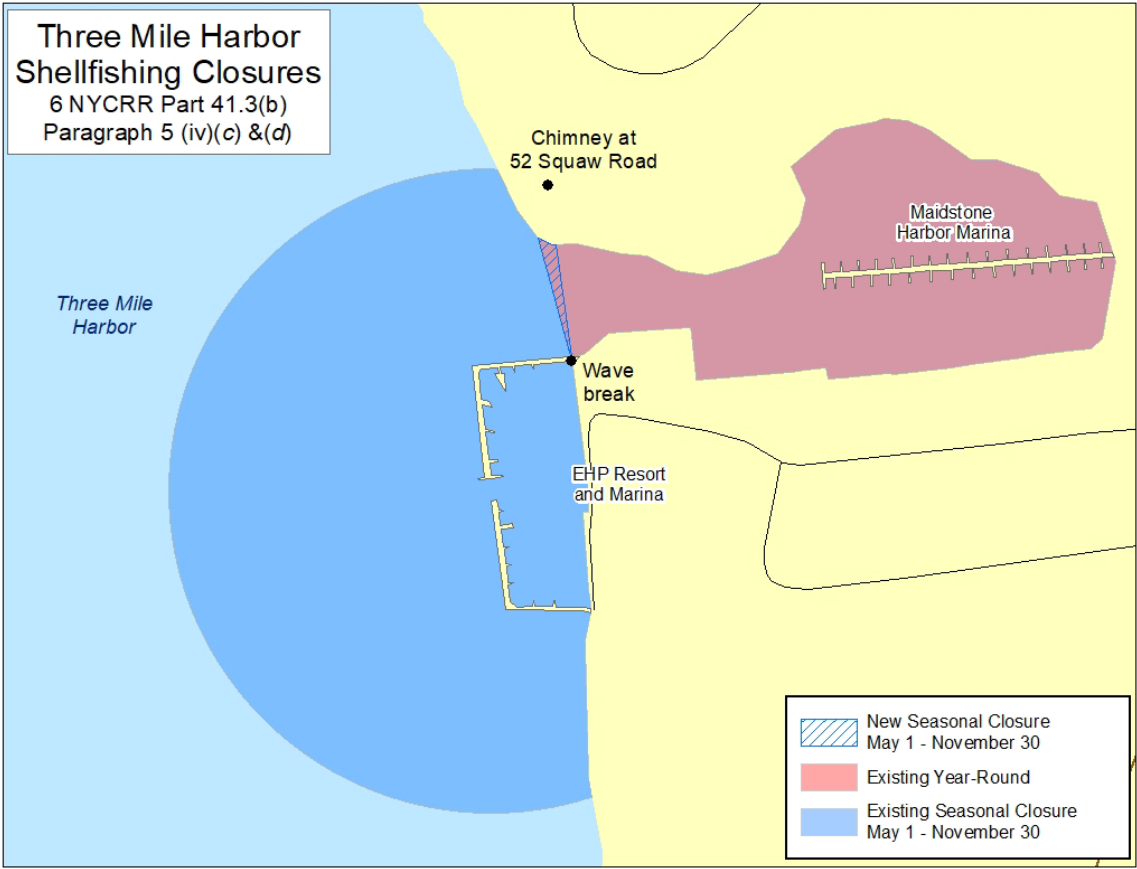 Three Mile Harbor
Shellfishing Closures
6 NYCRR Part 41.3(b)
Paragraph 5 (iv)(c) &(d)
Chimney at
52 Squaw Road
Maidstone
Harbor Marina
Three Mile
Harbor
Wave
break
EHP Resort
and Marina
New Seasonal Closure
May 1 - November 30
Existing Year-Round
Existing Seasonal Closure
May 1 - November 30